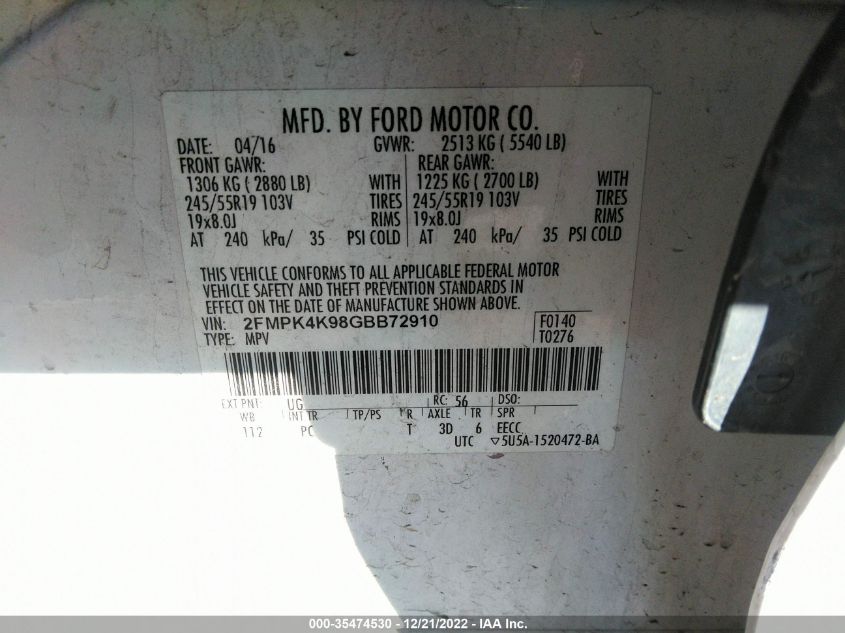 MFD. BY FORD MOTOR CO.
DATE: 04/16 GVWR: 2513 KG ( 5540 LB)
FRONT GAWR: REAR GAWR:
1306 KG ( 2880 LB) WITH 1225 KG ( 2700 LB) WITH
245/55R19 103V TIRES 245/55R19 103V TIRES
19x8.0J RIMS 19x8.0J RIMS
AT 240 kPa/ 35 PSI COLD AT 240 kPa/ 35 PSI COLD
THIS VEHICLE CONFORMS TO ALL APPLICABLE FEDERAL MOTOR
VEHICLE SAFETY AND THEFT PREVENTION STANDARDS IN
EFFECT ON THE DATE OF MANUFACTURE SHOWN ABOVE.
VIN: 2FMPK4K98GBB72910 F0140
TYPE: MPV T0276
EXT PNT: UG RC: 56 DSO:
WB INT TR TP/PS R AXLE TR SPR
112 PC T 3D 6 EECC
UTC ▽5U5A-1520472-BA
000-35474530 - 12/21/2022 - IAA Inc.